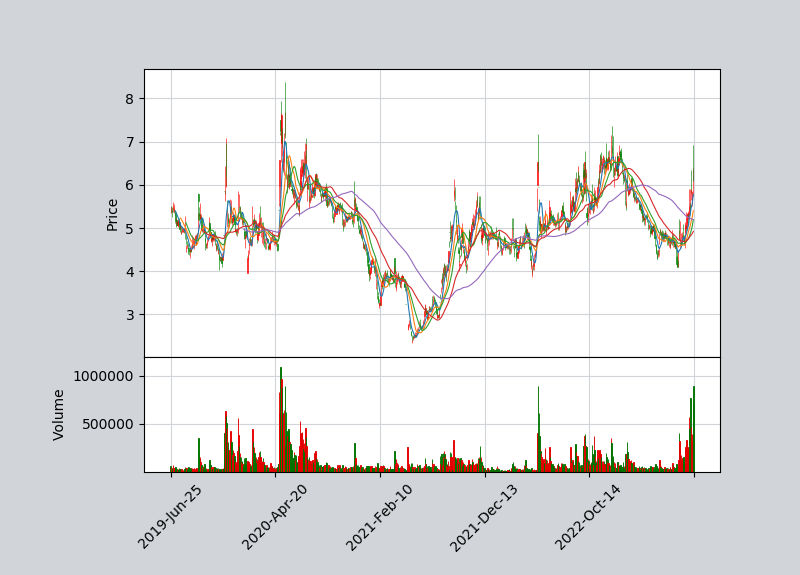 8
7
6
5
4
3
Price
1000000
500000
Volume
2019-Jun-25
2020-Apr-20
2021-Feb-10
2021-Dec-13
2022-Oct-14